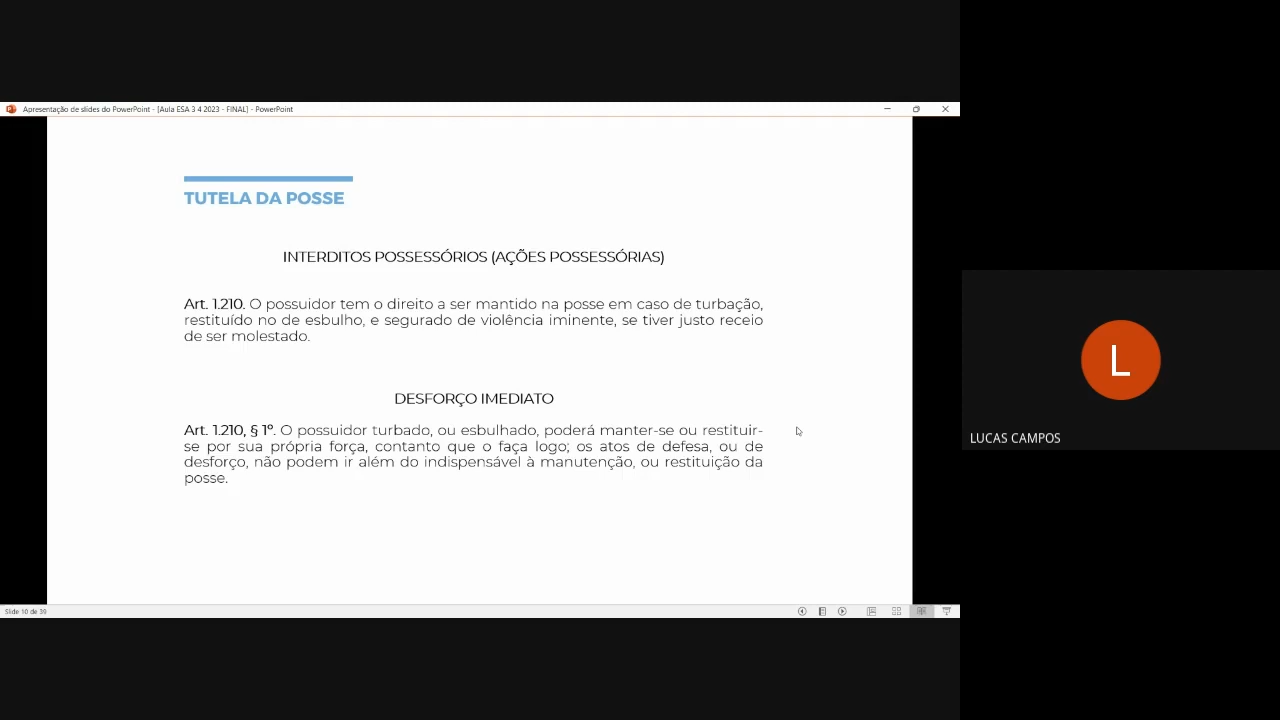 Apresentação de slides do PowerPoint - [Aula ESA 3 4 2023 - FINAL] - PowerPoint
TUTELA DA POSSE
INTERDITOS POSSESSÓRIOS (AÇÕES POSSESSÓRIAS)
Art. 1.210. O possuidor tem o direito a ser mantido na posse em caso de turbação,
restituído no de esbulho, e segurado de violência iminente, se tiver justo receio
de ser molestado.
DESFORÇO IMEDIATO
Art. 1.210, § 1º. O possuidor turbado, ou esbulhado, poderá manter-se ou restituir-
se por sua própria força, contanto que o faça logo; os atos de defesa, ou de
desforço, não podem ir além do indispensável à manutenção, ou restituição da
posse.
L
LUCAS CAMPOS
Slide 10 de 39